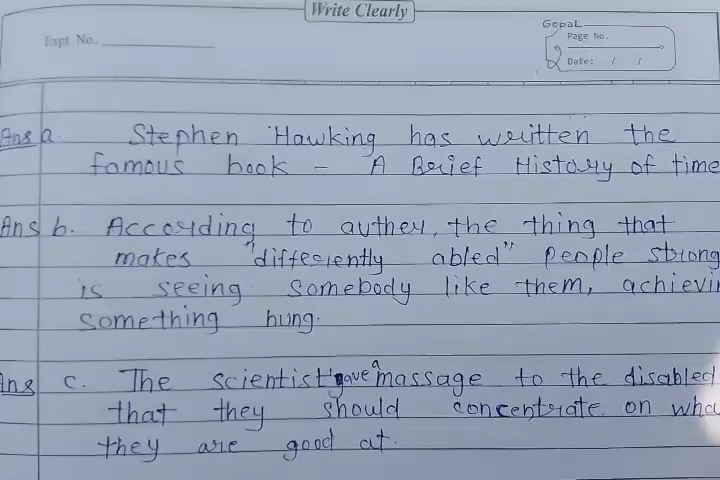 Write Clearly
Expt No.
Gopal
Page No.
Date: / /
Ans a. Stephen Hawking has written the
famous book - A Brief History of time
Ans b. According to auther, the thing that
makes "differiently abled" people strong
is seeing somebody like them, achievin
something hung.
Ans c. The scientist gave a massage to the disabled
that they should concentrate on wha
they are good at.